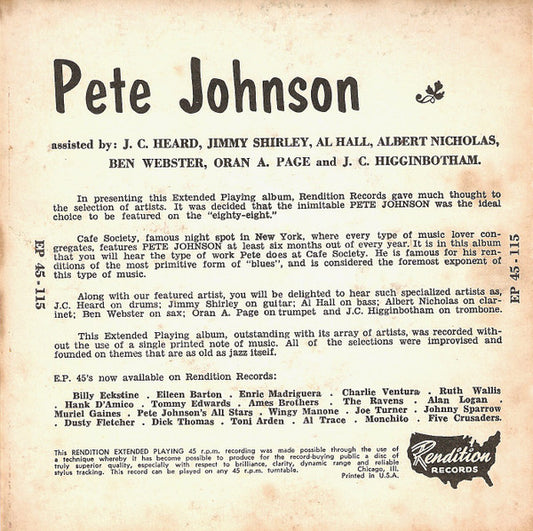 Pete Johnson
assisted by: J. C. HEARD, JIMMY SHIRLEY, AL HALL, ALBERT NICHOLAS,
BEN WEBSTER, ORAN A. PAGE and J. C. HIGGINBOTHAM.
In presenting this Extended Playing album, Rendition Records gave much thought to
the selection of artists. It was decided that the inimitable PETE JOHNSON was the ideal
choice to be featured on the "eighty-eight."
Cafe Society, famous night spot in New York, where every type of music lover con-
gregates, features PETE JOHNSON at least six months out of every year. It is in this album
that you will hear the type of work Pete does at Cafe Society. He is famous for his ren-
ditions of the most primitive form of "blues", and is considered the foremost exponent of
this type of music.
Along with our featured artist, you will be delighted to hear such specialized artists as,
J.C. Heard on drums; Jimmy Shirley on guitar; Al Hall on bass; Albert Nicholas on clar-
inet; Ben Webster on sax; Oran A. Page on trumpet and J.C. Higginbotham on trombone.
This Extended Playing album, outstanding with its array of artists, was recorded with-
out the use of a single printed note of music. All of the selections were improvised and
founded on themes that are as old as jazz itself.
E.P. 45's now available on Rendition Records:
Billy Eckstine . Eileen Barton . Enric Madriguera . Charlie Ventura . Ruth Wallis
. Hank D'Amico . Tommy Edwards . Ames Brothers . The Ravens . Alan Logan .
Muriel Gaines . Pete Johnson's All Stars . Wingy Manone . Joe Turner . Johnny Sparrow
. Dusty Fletcher . Dick Thomas . Toni Arden . Al Trace . Monchito . Five Crusaders.
This RENDITION EXTENDED PLAYING 45 r.p.m. recording was made possible through the use of
a technique whereby it has become possible to produce for the record-buying public a disc of
truly superior quality, especially with respect to brilliance, clarity, dynamic range and reliable
stylus tracking. This record can be played on any 45 r.p.m. turntable.
Chicago, Ill.
Printed in U.S.A.
Rendition
RECORDS
EP 45-115
EP 45-115